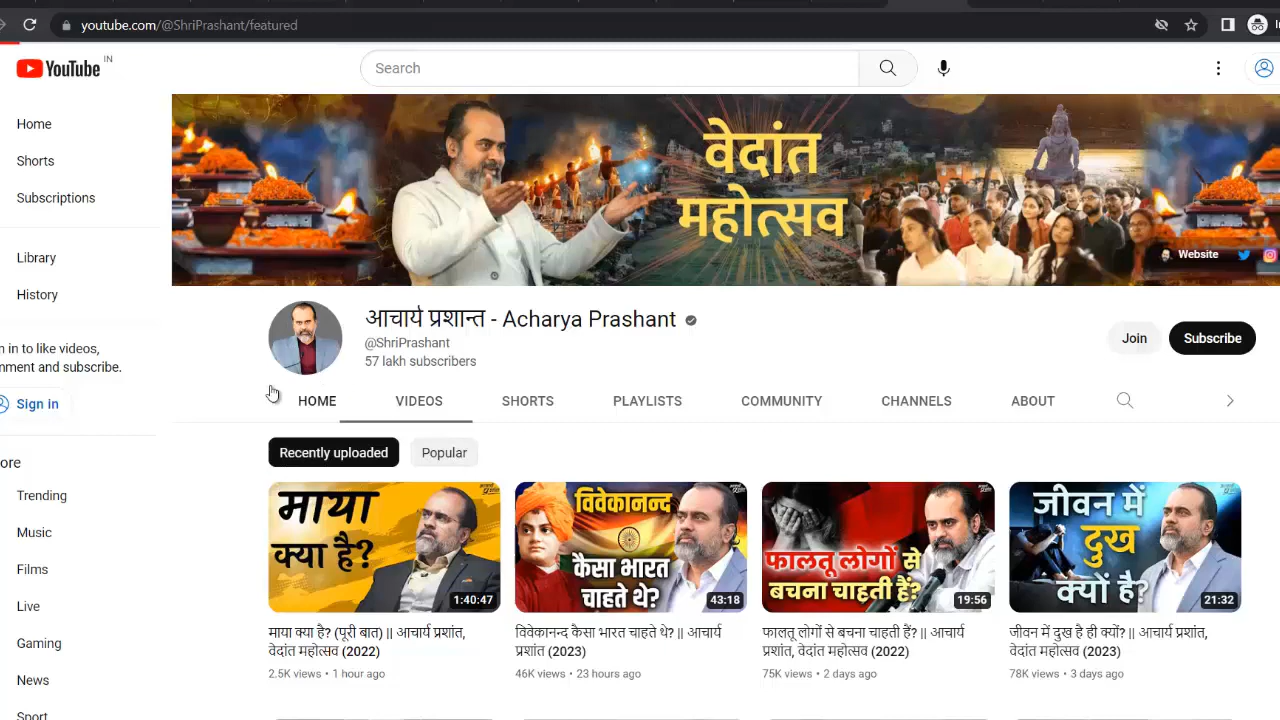 youtube.com/@ShriPrashant/featured
YouTube IN
Search
Home
Shorts
Subscriptions
Library
History
in to like videos,
and subscribe.
Sign in
Trending
Music
Films
Live
Gaming
News
Sport
वेदांत
महोत्सव
Website
आचार्य प्रशान्त - Acharya Prashant
@ShriPrashant
57 lakh subscribers
Join
Subscribe
HOME VIDEOS SHORTS PLAYLISTS COMMUNITY CHANNELS ABOUT
Recently uploaded Popular
माया
क्या है?
1:40:47
माया क्या है? (पूरी बात) || आचार्य प्रशांत,
वेदांत महोत्सव (2022)
2.5K views • 1 hour ago
विवेकानन्द
कैसा भारत
चाहते थे?
43:18
विवेकानन्द कैसा भारत चाहते थे? || आचार्य
प्रशांत (2023)
46K views • 23 hours ago
फालतू लोगों से
बचना चाहती हैं?
19:56
फालतू लोगों से बचना चाहती हैं? || आचार्य
प्रशांत, वेदांत महोत्सव (2022)
75K views • 2 days ago
जीवन में
दुख
क्यों है?
21:32
जीवन में दुख है ही क्यों? || आचार्य प्रशांत,
वेदांत महोत्सव (2023)
78K views • 3 days ago